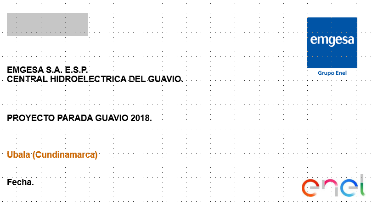 emgesa
Grupo Enel
EMGESA S.A. E.S.P.
CENTRAL HIDROELECTRICA DEL GUAVIO.
PROYECTO PARADA GUAVIO 2018.
Ubala (Cundinamarca)
Fecha.
enel